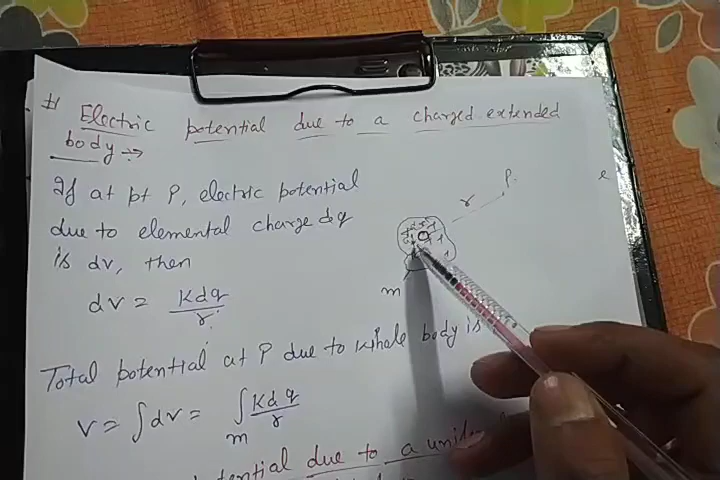 # Electric potential due to a charged extended
body →
If at pt P, electric potential
due to elemental charge dq
is dv, then
dv = Kdq/r
P.
r
e
m
Total potential at P due to whole body is
v = ∫dv = ∫m Kdq/r
potential due to a